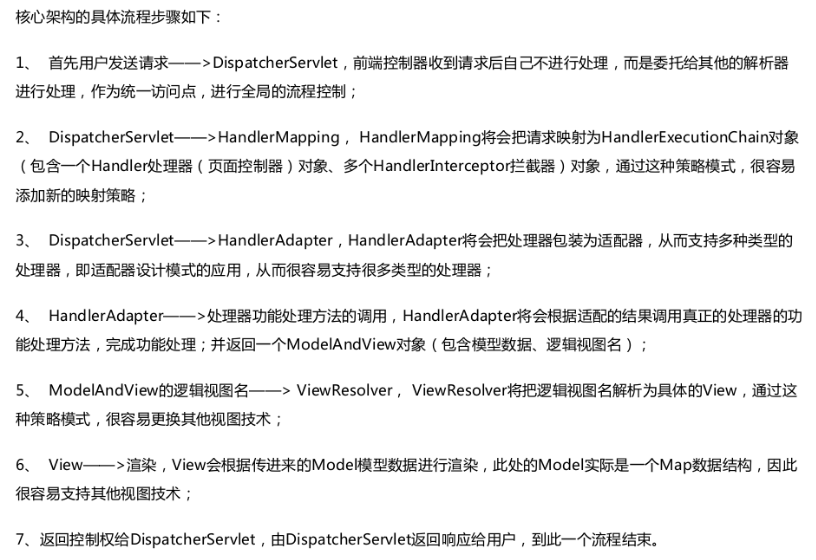 核心架构的具体流程步骤如下：
1、 首先用户发送请求——>DispatcherServlet，前端控制器收到请求后自己不进行处理，而是委托给其他的解析器
进行处理，作为统一访问点，进行全局的流程控制；
2、 DispatcherServlet——>HandlerMapping， HandlerMapping将会把请求映射为HandlerExecutionChain对象
（包含一个Handler处理器（页面控制器）对象、多个HandlerInterceptor拦截器）对象，通过这种策略模式，很容易
添加新的映射策略；
3、 DispatcherServlet——>HandlerAdapter，HandlerAdapter将会把处理器包装为适配器，从而支持多种类型的
处理器，即适配器设计模式的应用，从而很容易支持很多类型的处理器；
4、 HandlerAdapter——>处理器功能处理方法的调用，HandlerAdapter将会根据适配的结果调用真正的处理器的功
能处理方法，完成功能处理；并返回一个ModelAndView对象（包含模型数据、逻辑视图名）；
5、 ModelAndView的逻辑视图名——> ViewResolver， ViewResolver将把逻辑视图名解析为具体的View，通过这
种策略模式，很容易更换其他视图技术；
6、 View——>渲染，View会根据传进来的Model模型数据进行渲染，此处的Model实际是一个Map数据结构，因此
很容易支持其他视图技术；
7、返回控制权给DispatcherServlet，由DispatcherServlet返回响应给用户，到此一个流程结束。